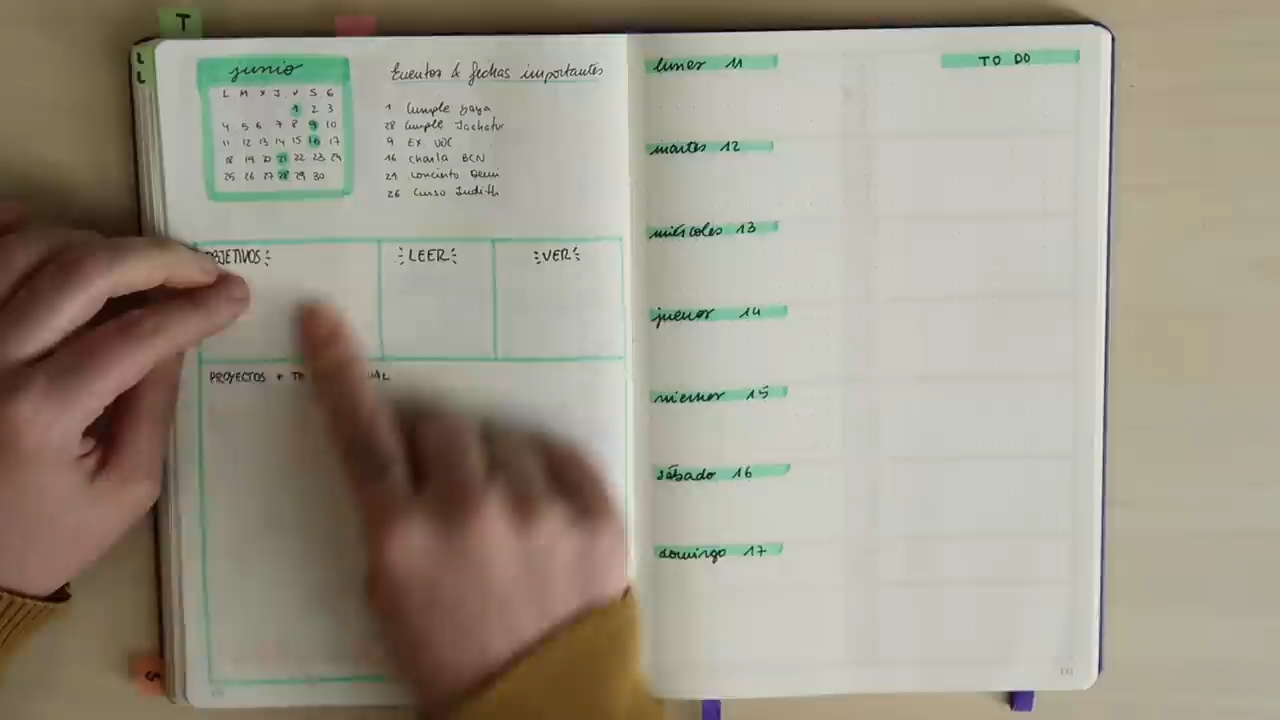 T
junio
L M X J V S G
1 2 3
4 5 6 7 8 9 10
11 12 13 14 15 16 17
18 19 20 21 22 23 24
25 26 27 28 29 30
Eventos & fechas importantes
1 Cumple yaya
28 Cumple
9 EX UOC
16 charla BCN
21 concierto Demi
26 Curso Judith
OBJETIVOS
LEER
VER
PROYECTOS +
lunes 11
martes 12
miércoles 13
jueves 14
viernes 15
sábado 16
domingo 17
TO DO
S